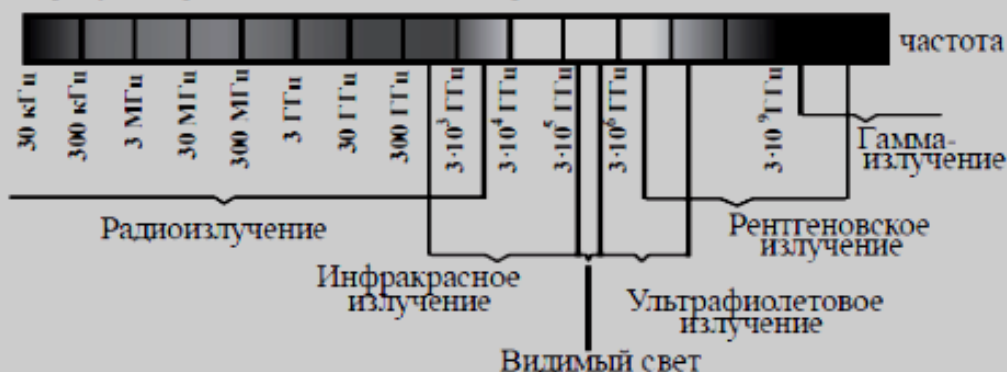 частота
30 кГц
300 кГц
3 МГц
30 МГц
300 МГц
3 ГГц
30 ГГц
300 ГГц
3·10³ ГГц
3·10⁴ ГГц
3·10⁵ ГГц
3·10⁶ ГГц
3·10⁹ ГГц
Гамма-
излучение
Радиоизлучение
Рентгеновское
излучение
Инфракрасное
излучение
Ультрафиолетовое
излучение
Видимый свет